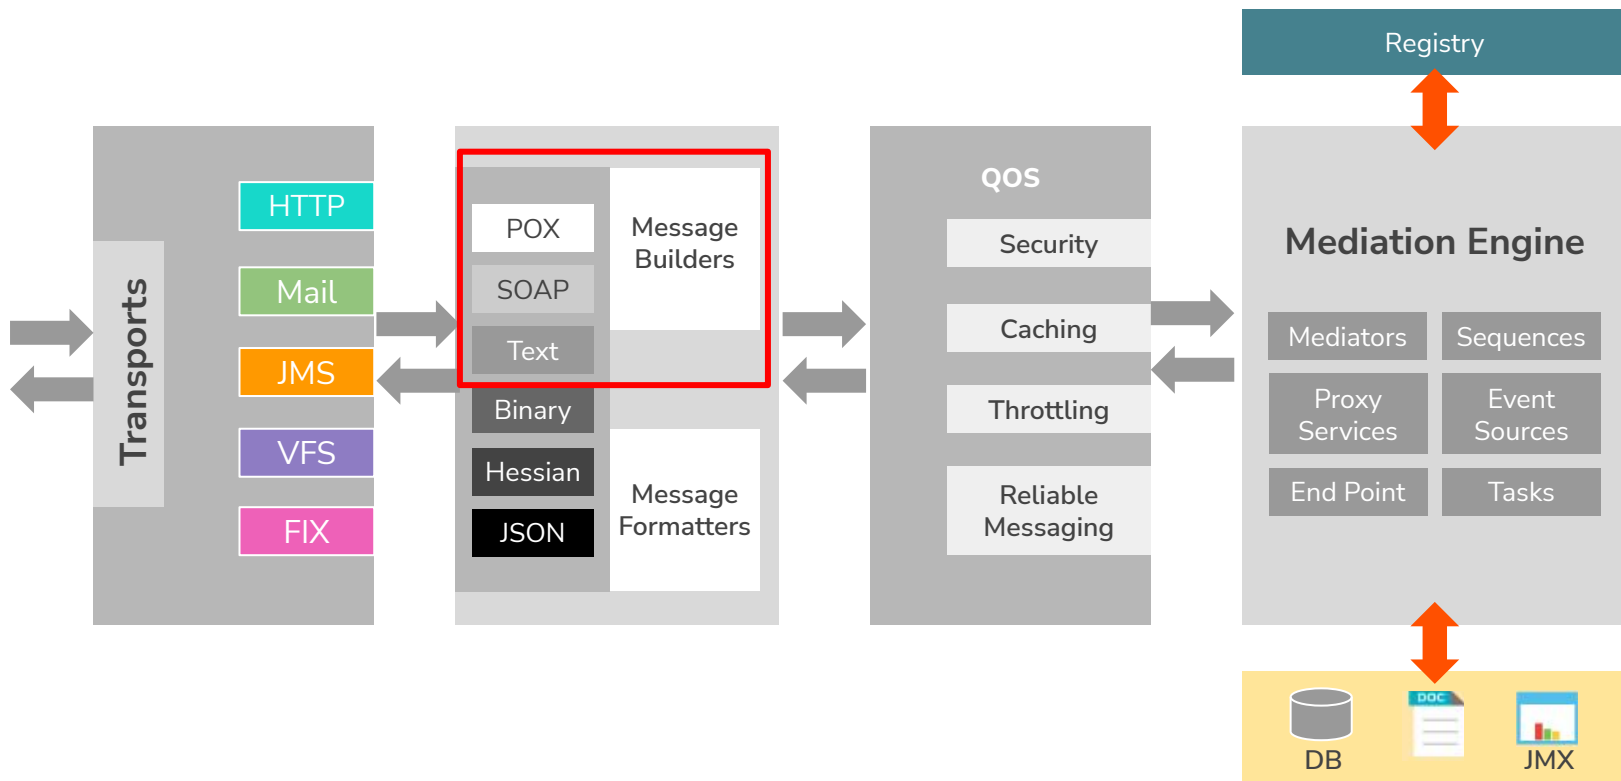 Registry
Transports
HTTP
Mail
JMS
VFS
FIX
POX
SOAP
Text
Binary
Hessian
JSON
Message
Builders
Message
Formatters
QOS
Security
Caching
Throttling
Reliable
Messaging
Mediation Engine
Mediators
Sequences
Proxy
Services
Event
Sources
End Point
Tasks
DB
DOC
JMX